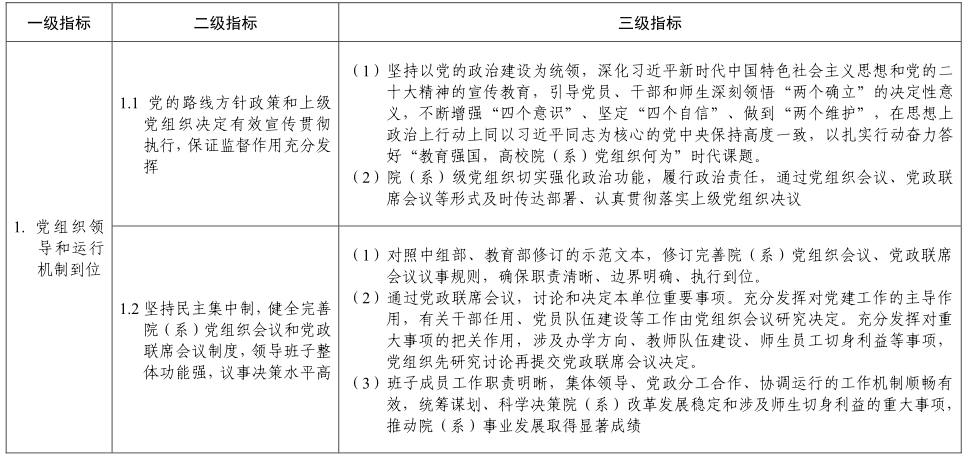 一级指标
二级指标
三级指标
1. 党组织领
导和运行
机制到位
1.1 党的路线方针政策和上级
党组织决定有效宣传贯彻
执行，保证监督作用充分发
挥
（1）坚持以党的政治建设为统领，深化习近平新时代中国特色社会主义思想和党的二
十大精神的宣传教育，引导党员、干部和师生深刻领悟“两个确立”的决定性意
义，不断增强“四个意识”、坚定“四个自信”、做到“两个维护”，在思想上
政治上行动上同以习近平同志为核心的党中央保持高度一致，以扎实行动奋力答
好“教育强国，高校院（系）党组织何为”时代课题。
（2）院（系）级党组织切实强化政治功能，履行政治责任，通过党组织会议、党政联
席会议等形式及时传达部署、认真贯彻落实上级党组织决议
1.2 坚持民主集中制，健全完善
院（系）党组织会议和党政
联席会议制度，领导班子整
体功能强，议事决策水平高
（1）对照中组部、教育部修订的示范文本，修订完善院（系）党组织会议、党政联席
会议议事规则，确保职责清晰、边界明确、执行到位。
（2）通过党政联席会议，讨论和决定本单位重要事项。充分发挥对党建工作的主导作
用，有关干部任用、党员队伍建设等工作由党组织会议研究决定。充分发挥对重
大事项的把关作用，涉及办学方向、教师队伍建设、师生员工切身利益等事项，
党组织先研究讨论再提交党政联席会议决定。
（3）班子成员工作职责明晰，集体领导、党政分工合作、协调运行的工作机制顺畅有
效，统筹谋划、科学决策院（系）改革发展稳定和涉及师生切身利益的重大事项，
推动院（系）事业发展取得显著成绩